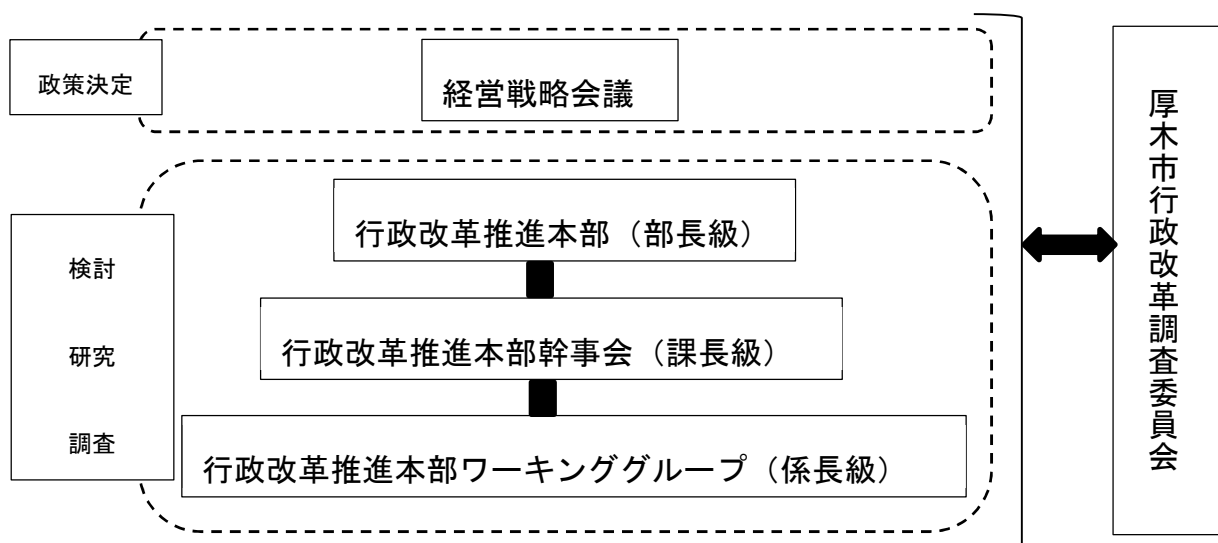 政策決定
経営戦略会議
行政改革推進本部（部長級）
検討
研究
調査
行政改革推進本部幹事会（課長級）
行政改革推進本部ワーキンググループ（係長級）
厚木市行政改革調査委員会